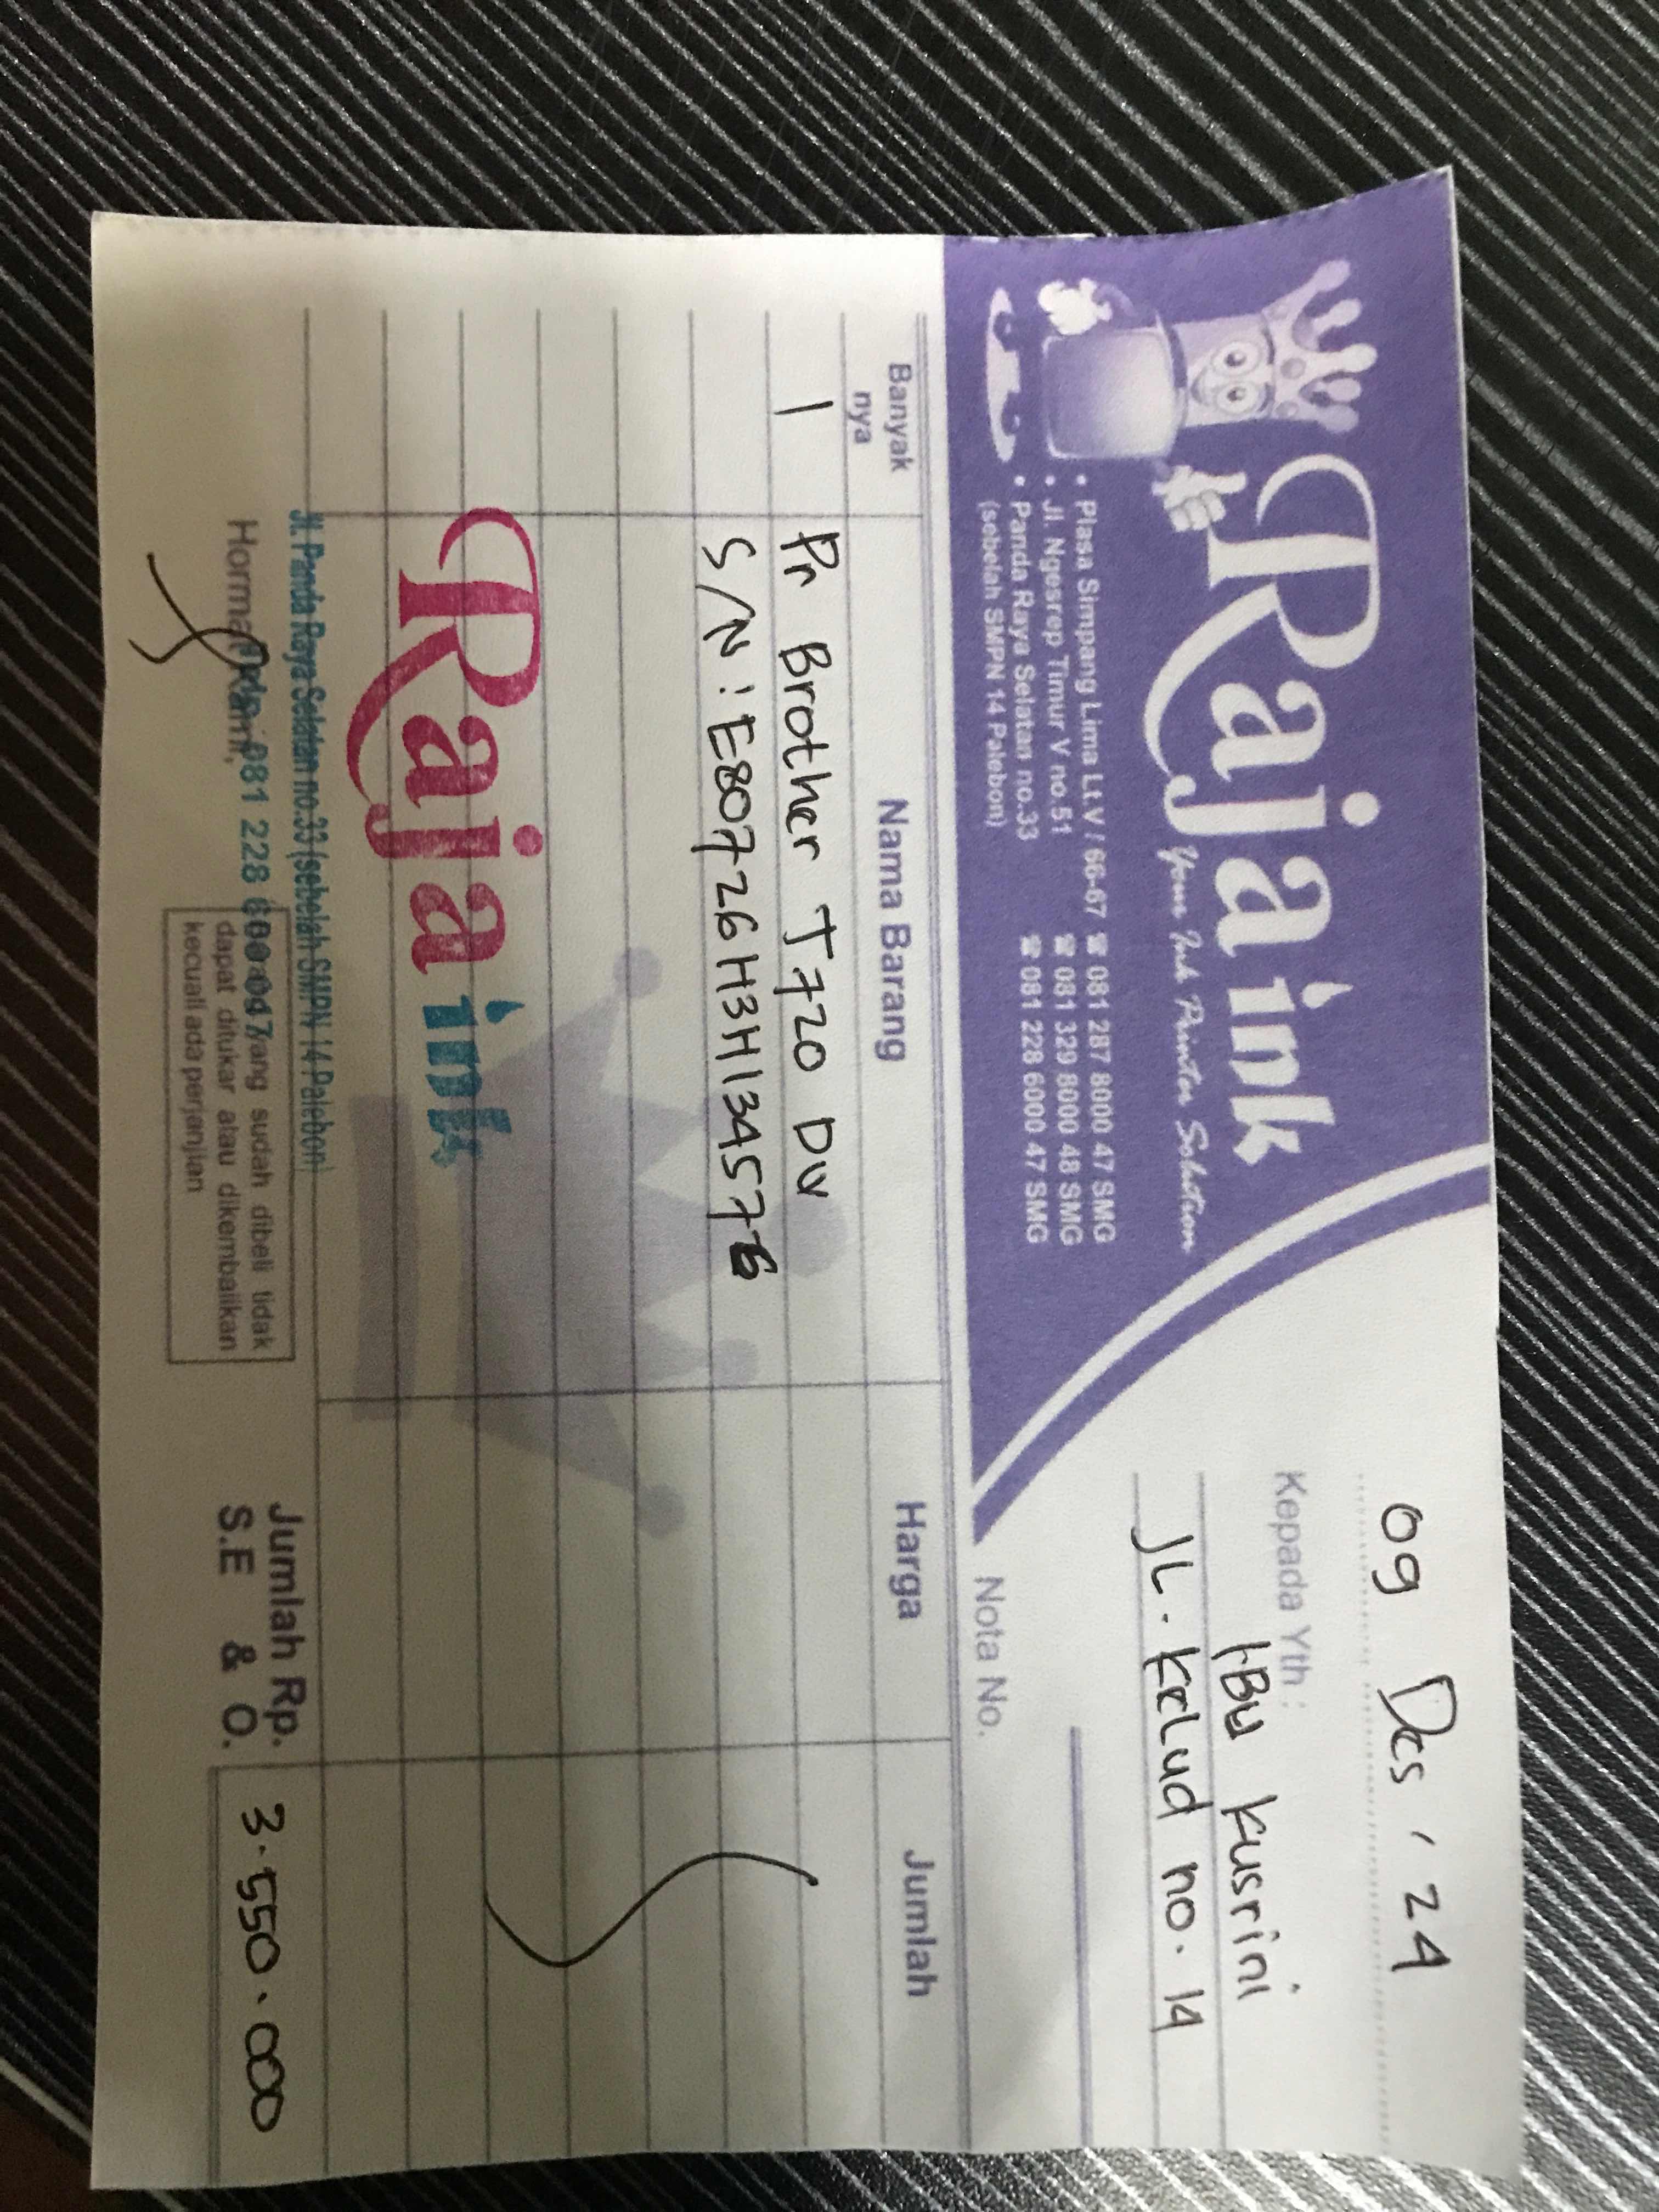 Raja ink
Your Ink Printer Solution
• Plasa Simpang Lima Lt.V / 66-67 ☎ 081 287 8000 47 SMG
• Jl. Ngesrep Timur V no.51 ☎ 081 329 8000 48 SMG
• Panda Raya Selatan no.33 ☎ 081 228 6000 47 SMG
(sebelah SMPN 14 Palebon)
09 Des, 24
Kepada Yth :
IBu Kusrini
JL. Kelud no. 14
Nota No.
Banyak nya Nama Barang Harga Jumlah
1 Pr Brother T720 DW
S/N : E80726H3H134576
Raja ink
Jl. Panda Raya Selatan no.33 (sebelah SMPN 14 Palebon)
081 228 6000 47
Hormat Kami,
yang sudah dibeli tidak
dapat ditukar atau dikembalikan
kecuali ada perjanjian
Jumlah Rp. 3.550.000
S.E & O.